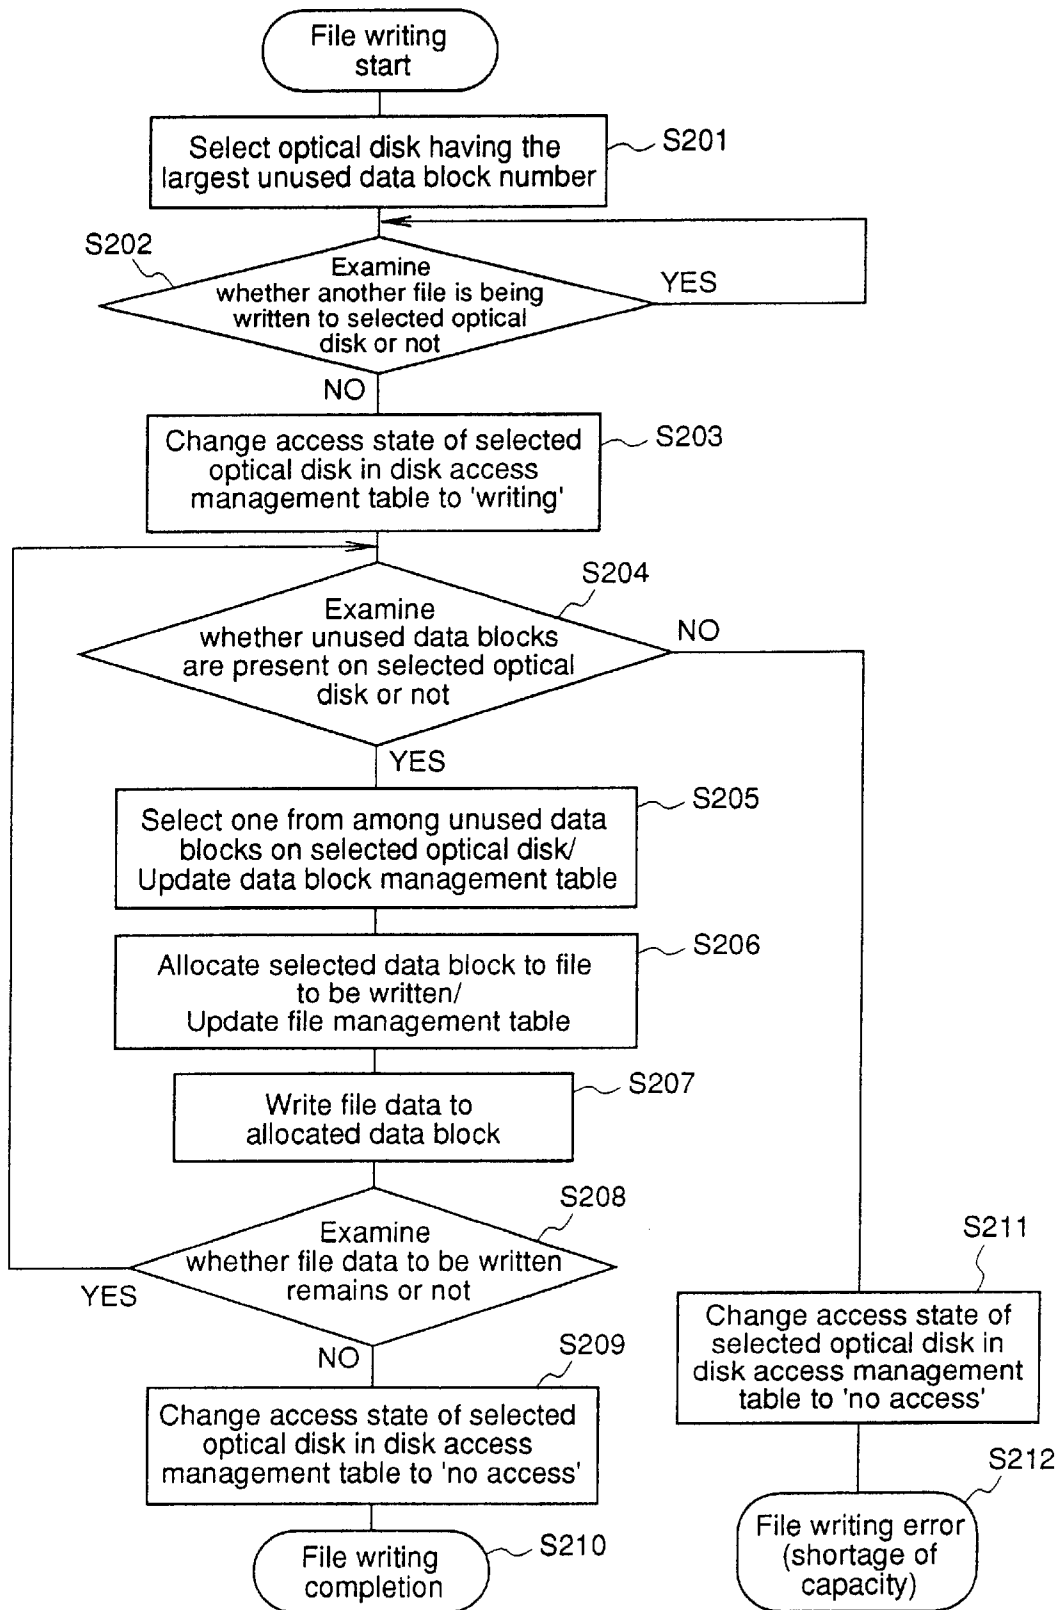 File writing
start
Select optical disk having the
largest unused data block number
S201
S202
Examine
whether another file is being
written to selected optical
disk or not
YES
NO
Change access state of selected
optical disk in disk access
management table to 'writing'
S203
S204
Examine
whether unused data blocks
are present on selected optical
disk or not
NO
YES
Select one from among unused data
blocks on selected optical disk/
Update data block management table
S205
Allocate selected data block to file
to be written/
Update file management table
S206
Write file data to
allocated data block
S207
S208
Examine
whether file data to be written
remains or not
YES
NO
S209
Change access state of selected
optical disk in disk access
management table to 'no access'
File writing
completion
S210
S211
Change access state of
selected optical disk in
disk access management
table to 'no access'
S212
File writing error
(shortage of
capacity)